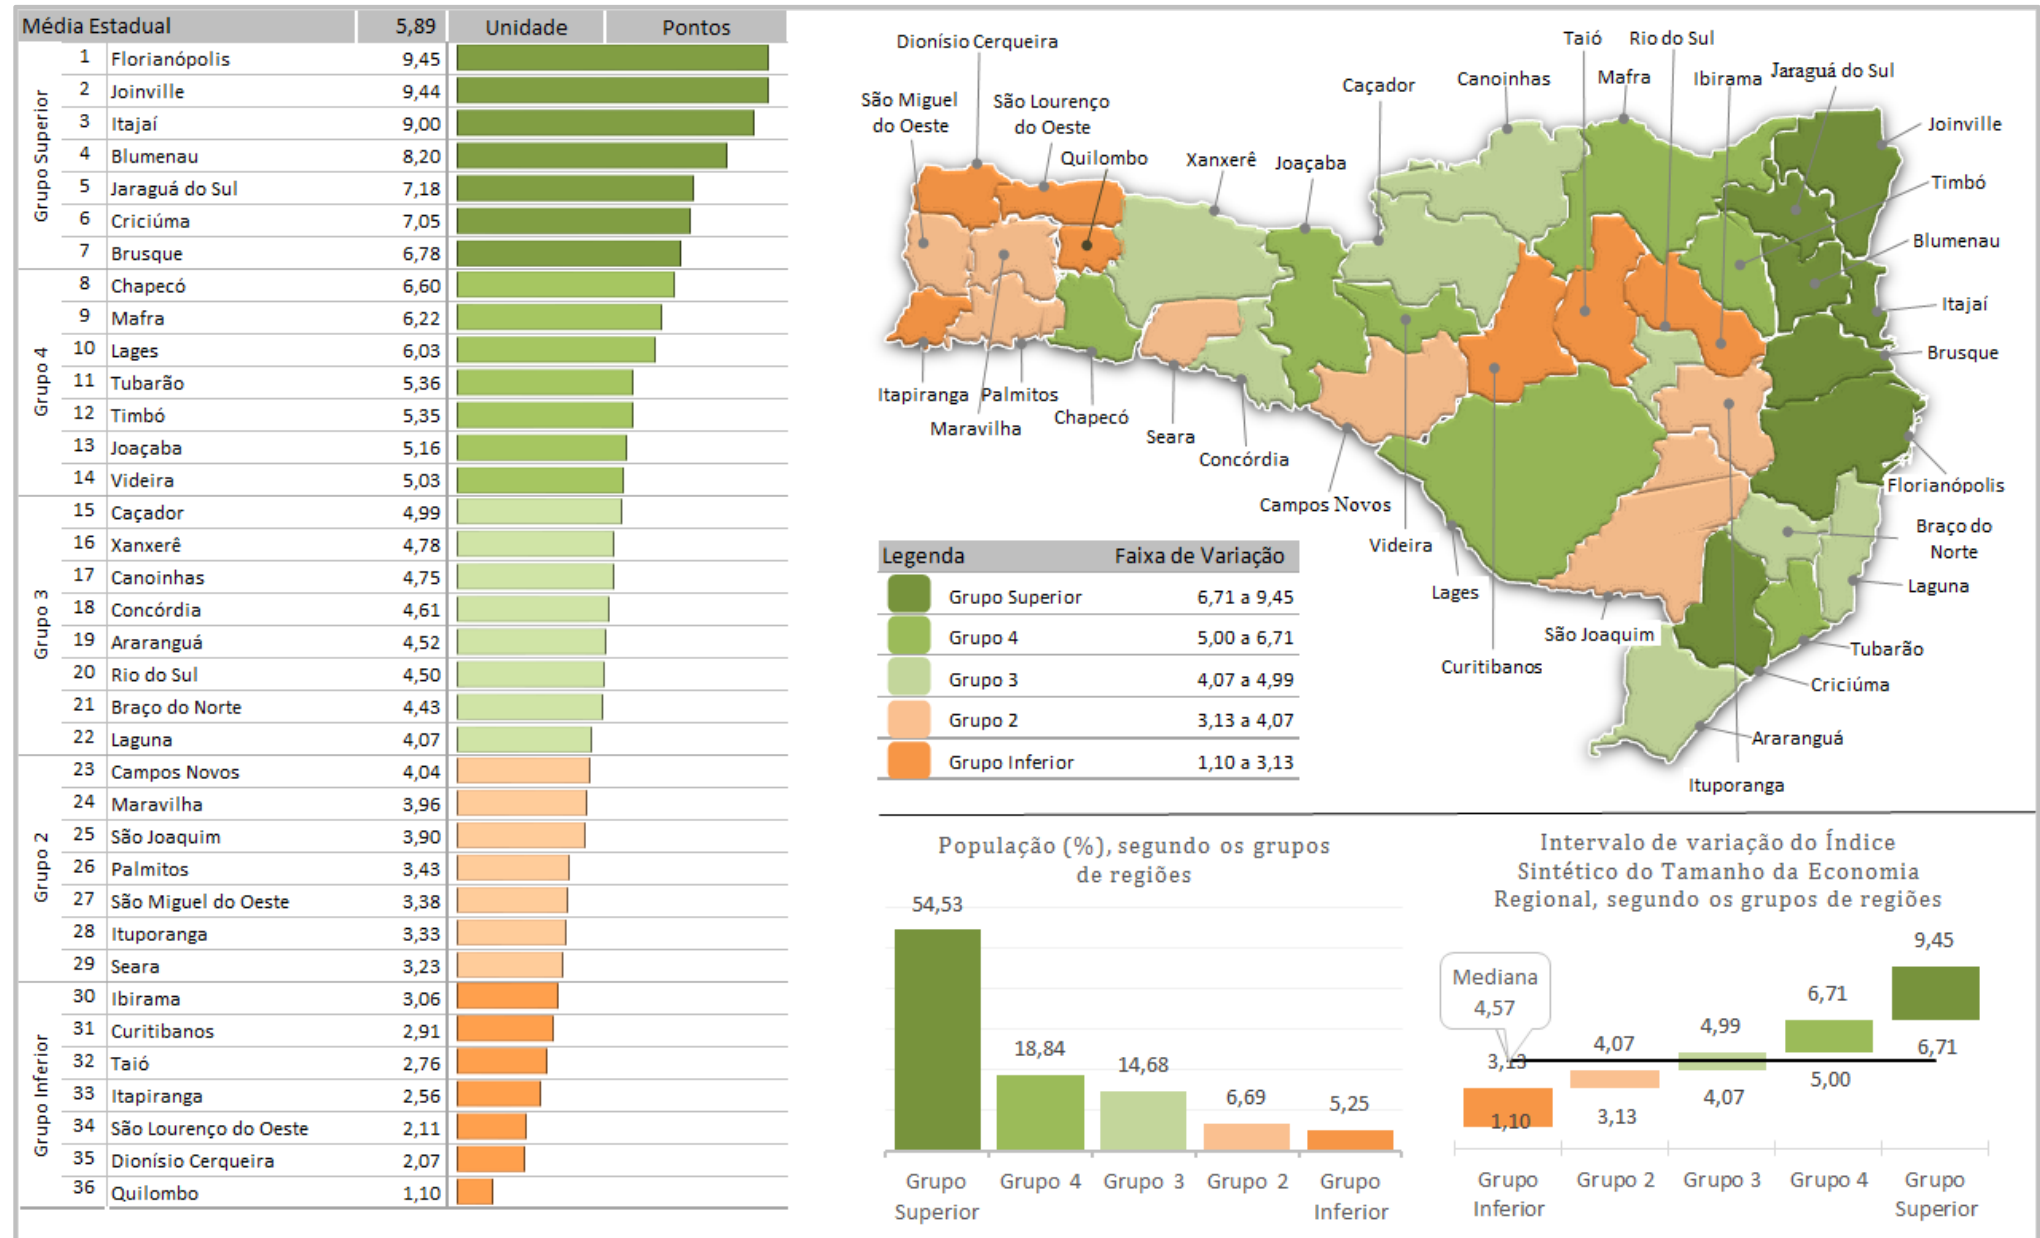 Média Estadual 5,89 Unidade Pontos
Grupo Superior
1 Florianópolis 9,45
2 Joinville 9,44
3 Itajaí 9,00
4 Blumenau 8,20
5 Jaraguá do Sul 7,18
6 Criciúma 7,05
7 Brusque 6,78
Grupo 4
8 Chapecó 6,60
9 Mafra 6,22
10 Lages 6,03
11 Tubarão 5,36
12 Timbó 5,35
13 Joaçaba 5,16
14 Videira 5,03
Grupo 3
15 Caçador 4,99
16 Xanxerê 4,78
17 Canoinhas 4,75
18 Concórdia 4,61
19 Araranguá 4,52
20 Rio do Sul 4,50
21 Braço do Norte 4,43
22 Laguna 4,07
Grupo 2
23 Campos Novos 4,04
24 Maravilha 3,96
25 São Joaquim 3,90
26 Palmitos 3,43
27 São Miguel do Oeste 3,38
28 Ituporanga 3,33
29 Seara 3,23
Grupo Inferior
30 Ibirama 3,06
31 Curitibanos 2,91
32 Taió 2,76
33 Itapiranga 2,56
34 São Lourenço do Oeste 2,11
35 Dionísio Cerqueira 2,07
36 Quilombo 1,10
Dionísio Cerqueira
Taió
Rio do Sul
São Miguel
do Oeste
São Lourenço
do Oeste
Quilombo
Xanxerê
Joaçaba
Caçador
Canoinhas
Mafra
Ibirama
Jaraguá do Sul
Joinville
Timbó
Blumenau
Itajaí
Brusque
Florianópolis
Braço do
Norte
Laguna
Tubarão
Criciúma
Araranguá
Ituporanga
Itapiranga
Palmitos
Maravilha
Chapecó
Seara
Concórdia
Campos Novos
Videira
Lages
São Joaquim
Curitibanos
Legenda Faixa de Variação
Grupo Superior 6,71 a 9,45
Grupo 4 5,00 a 6,71
Grupo 3 4,07 a 4,99
Grupo 2 3,13 a 4,07
Grupo Inferior 1,10 a 3,13
População (%), segundo os grupos
de regiões
54,53
18,84
14,68
6,69
5,25
Grupo
Superior
Grupo 4
Grupo 3
Grupo 2
Grupo
Inferior
Intervalo de variação do Índice
Sintético do Tamanho da Economia
Regional, segundo os grupos de regiões
Mediana
4,57
3,13
1,10
4,07
3,13
4,99
4,07
6,71
5,00
9,45
6,71
Grupo
Inferior
Grupo 2
Grupo 3
Grupo 4
Grupo
Superior